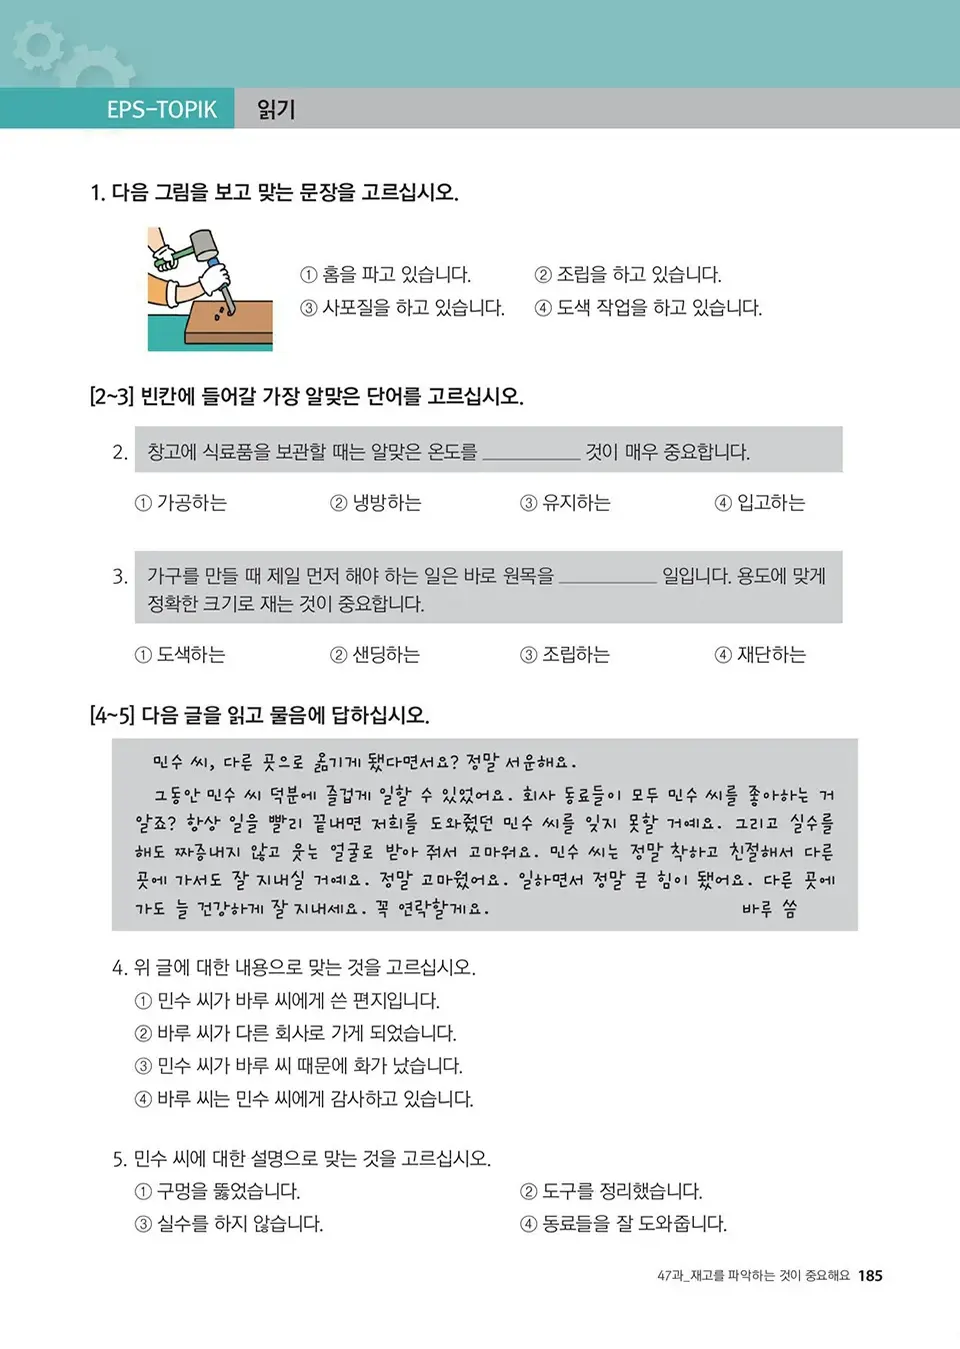 EPS-TOPIK 읽기
1. 다음 그림을 보고 맞는 문장을 고르십시오.
① 홈을 파고 있습니다. ② 조립을 하고 있습니다.
③ 사포질을 하고 있습니다. ④ 도색 작업을 하고 있습니다.
[2~3] 빈칸에 들어갈 가장 알맞은 단어를 고르십시오.
2. 창고에 식료품을 보관할 때는 알맞은 온도를 __________ 것이 매우 중요합니다.
① 가공하는 ② 냉방하는 ③ 유지하는 ④ 입고하는
3. 가구를 만들 때 제일 먼저 해야 하는 일은 바로 원목을 __________ 일입니다. 용도에 맞게
정확한 크기로 재는 것이 중요합니다.
① 도색하는 ② 샌딩하는 ③ 조립하는 ④ 재단하는
[4~5] 다음 글을 읽고 물음에 답하십시오.
민수 씨, 다른 곳으로 옮기게 됐다면서요? 정말 서운해요.
그동안 민수 씨 덕분에 즐겁게 일할 수 있었어요. 회사 동료들이 모두 민수 씨를 좋아하는 거
알죠? 항상 일을 빨리 끝내면 저희를 도와줬던 민수 씨를 잊지 못할 거예요. 그리고 실수를
해도 짜증내지 않고 웃는 얼굴로 받아 줘서 고마워요. 민수 씨는 정말 착하고 친절해서 다른
곳에 가서도 잘 지내실 거예요. 정말 고마웠어요. 일하면서 정말 큰 힘이 됐어요. 다른 곳에
가도 늘 건강하게 잘 지내세요. 꼭 연락할게요. 바루 씀
4. 위 글에 대한 내용으로 맞는 것을 고르십시오.
① 민수 씨가 바루 씨에게 쓴 편지입니다.
② 바루 씨가 다른 회사로 가게 되었습니다.
③ 민수 씨가 바루 씨 때문에 화가 났습니다.
④ 바루 씨는 민수 씨에게 감사하고 있습니다.
5. 민수 씨에 대한 설명으로 맞는 것을 고르십시오.
① 구멍을 뚫었습니다. ② 도구를 정리했습니다.
③ 실수를 하지 않습니다. ④ 동료들을 잘 도와줍니다.
47과_재고를 파악하는 것이 중요해요 185